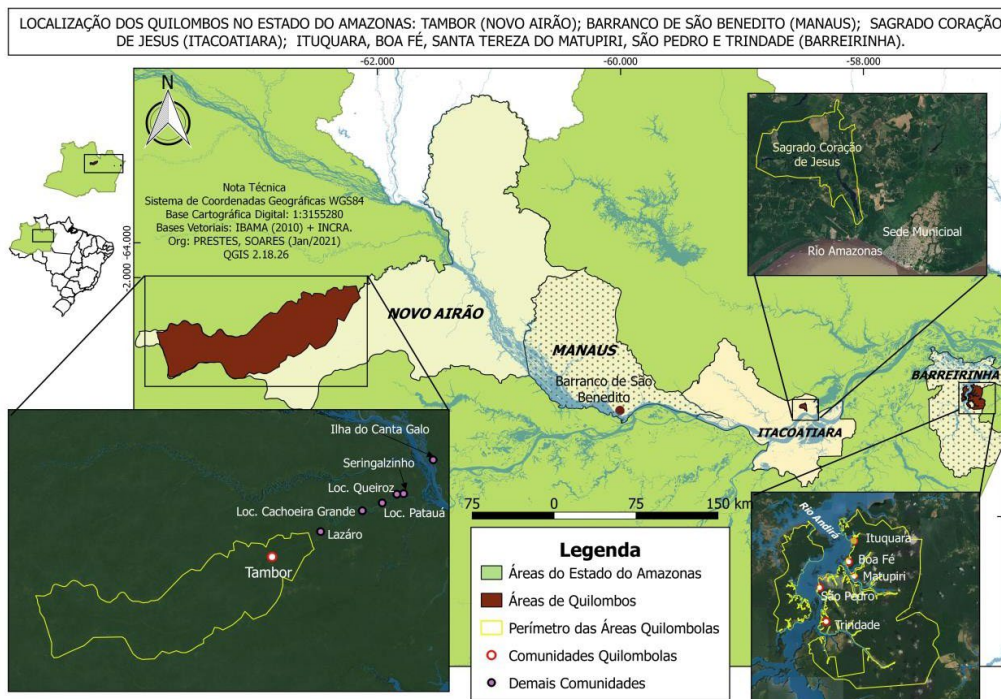 LOCALIZAÇÃO DOS QUILOMBOS NO ESTADO DO AMAZONAS: TAMBOR (NOVO AIRÃO); BARRANCO DE SÃO BENEDITO (MANAUS); SAGRADO CORAÇÃO
DE JESUS (ITACOATIARA); ITUQUARA, BOA FÉ, SANTA TEREZA DO MATUPIRI, SÃO PEDRO E TRINDADE (BARREIRINHA).
-62.000
-60.000
-58.000
N
Nota Técnica
Sistema de Coordenadas Geográficas WGS84
Base Cartográfica Digital: 1:3155280
Bases Vetoriais: IBAMA (2010) + INCRA.
Org: PRESTES, SOARES (Jan/2021)
QGIS 2.18.26
-64.000
2.000
Sagrado Coração
de Jesus
Sede Municipal
Rio Amazonas
NOVO AIRÃO
MANAUS
Barranco de São
Benedito
ITACOATIARA
BARREIRINHA
Ilha do Canta Galo
Seringalzinho
Loc. Queiroz
Loc. Patauá
Loc. Cachoeira Grande
Lazáro
Tambor
75
0
75
150 km
Legenda
Áreas do Estado do Amazonas
Áreas de Quilombos
Perímetro das Áreas Quilombolas
Comunidades Quilombolas
Demais Comunidades
Rio Andirá
Ituquara
Boa Fé
Matupiri
São Pedro
Trindade